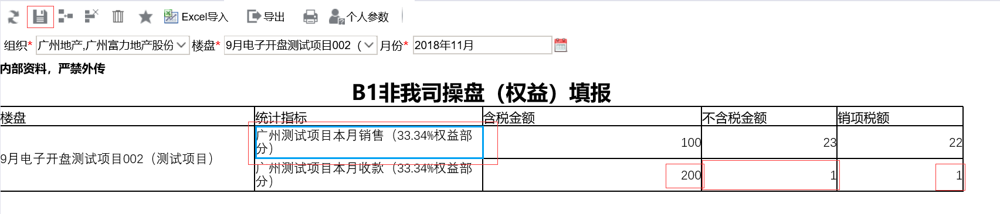 Excel导入 导出 个人参数
组织* 广州地产,广州富力地产股份 楼盘* 9月电子开盘测试项目002（ 月份* 2018年11月
内部资料，严禁外传
B1非我司操盘（权益）填报
楼盘 统计指标 含税金额 不含税金额 销项税额
9月电子开盘测试项目002（测试项目）
广州测试项目本月销售（33.34%权益部
分） 100 23 22
广州测试项目本月收款（33.34%权益部
分） 200 1 1